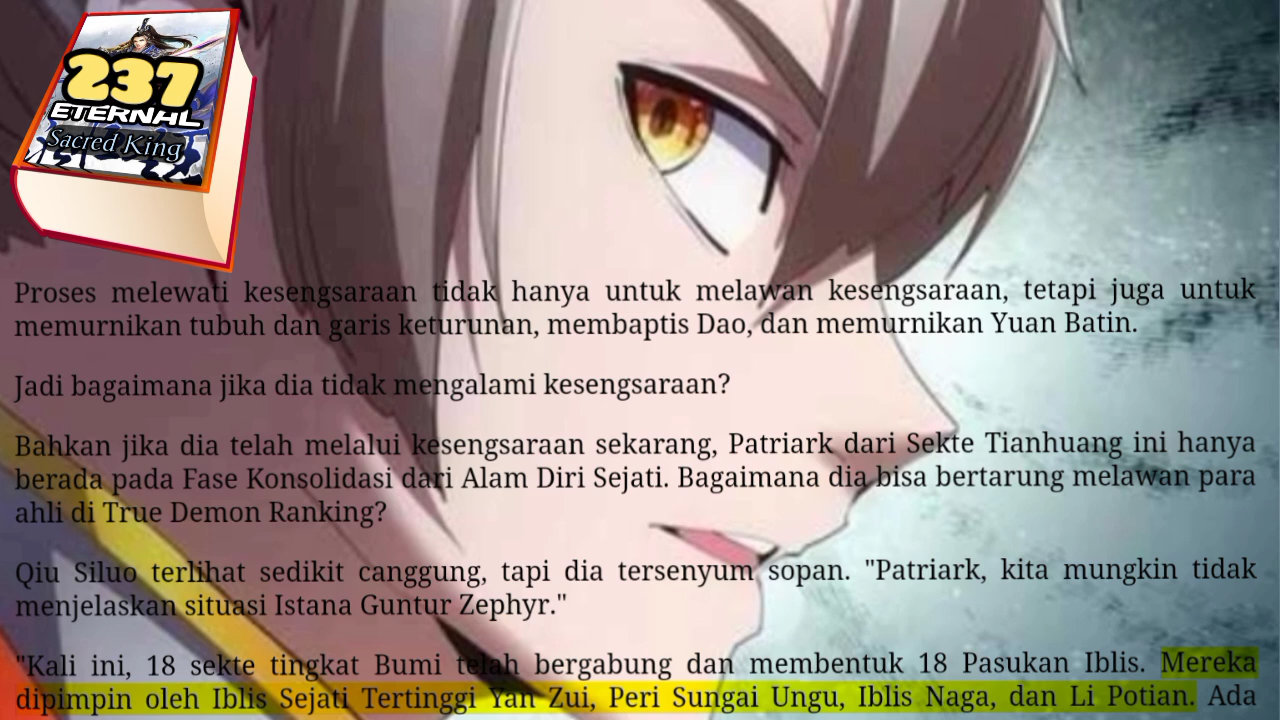 237
ETERNAL
Sacred King
Proses melewati kesengsaraan tidak hanya untuk melawan kesengsaraan, tetapi juga untuk
memurnikan tubuh dan garis keturunan, membaptis Dao, dan memurnikan Yuan Batin.
Jadi bagaimana jika dia tidak mengalami kesengsaraan?
Bahkan jika dia telah melalui kesengsaraan sekarang, Patriark dari Sekte Tianhuang ini hanya
berada pada Fase Konsolidasi dari Alam Diri Sejati. Bagaimana dia bisa bertarung melawan para
ahli di True Demon Ranking?
Qiu Siluo terlihat sedikit canggung, tapi dia tersenyum sopan. "Patriark, kita mungkin tidak
menjelaskan situasi Istana Guntur Zephyr."
"Kali ini, 18 sekte tingkat Bumi telah bergabung dan membentuk 18 Pasukan Iblis. Mereka
dipimpin oleh Iblis Sejati Tertinggi Yan Zui, Peri Sungai Ungu, Iblis Naga, dan Li Potian. Ada